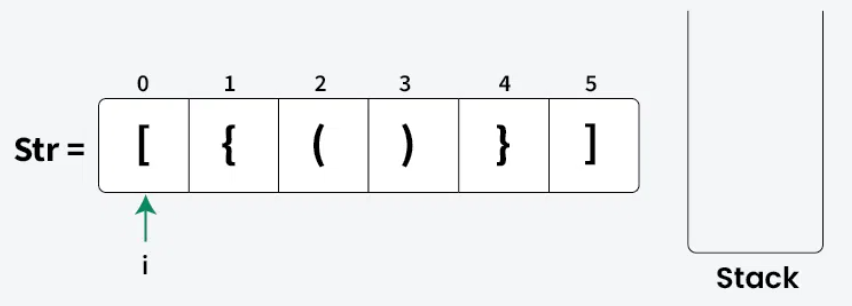 0 1 2 3 4 5
Str = [ { ( ) } ]
i
Stack